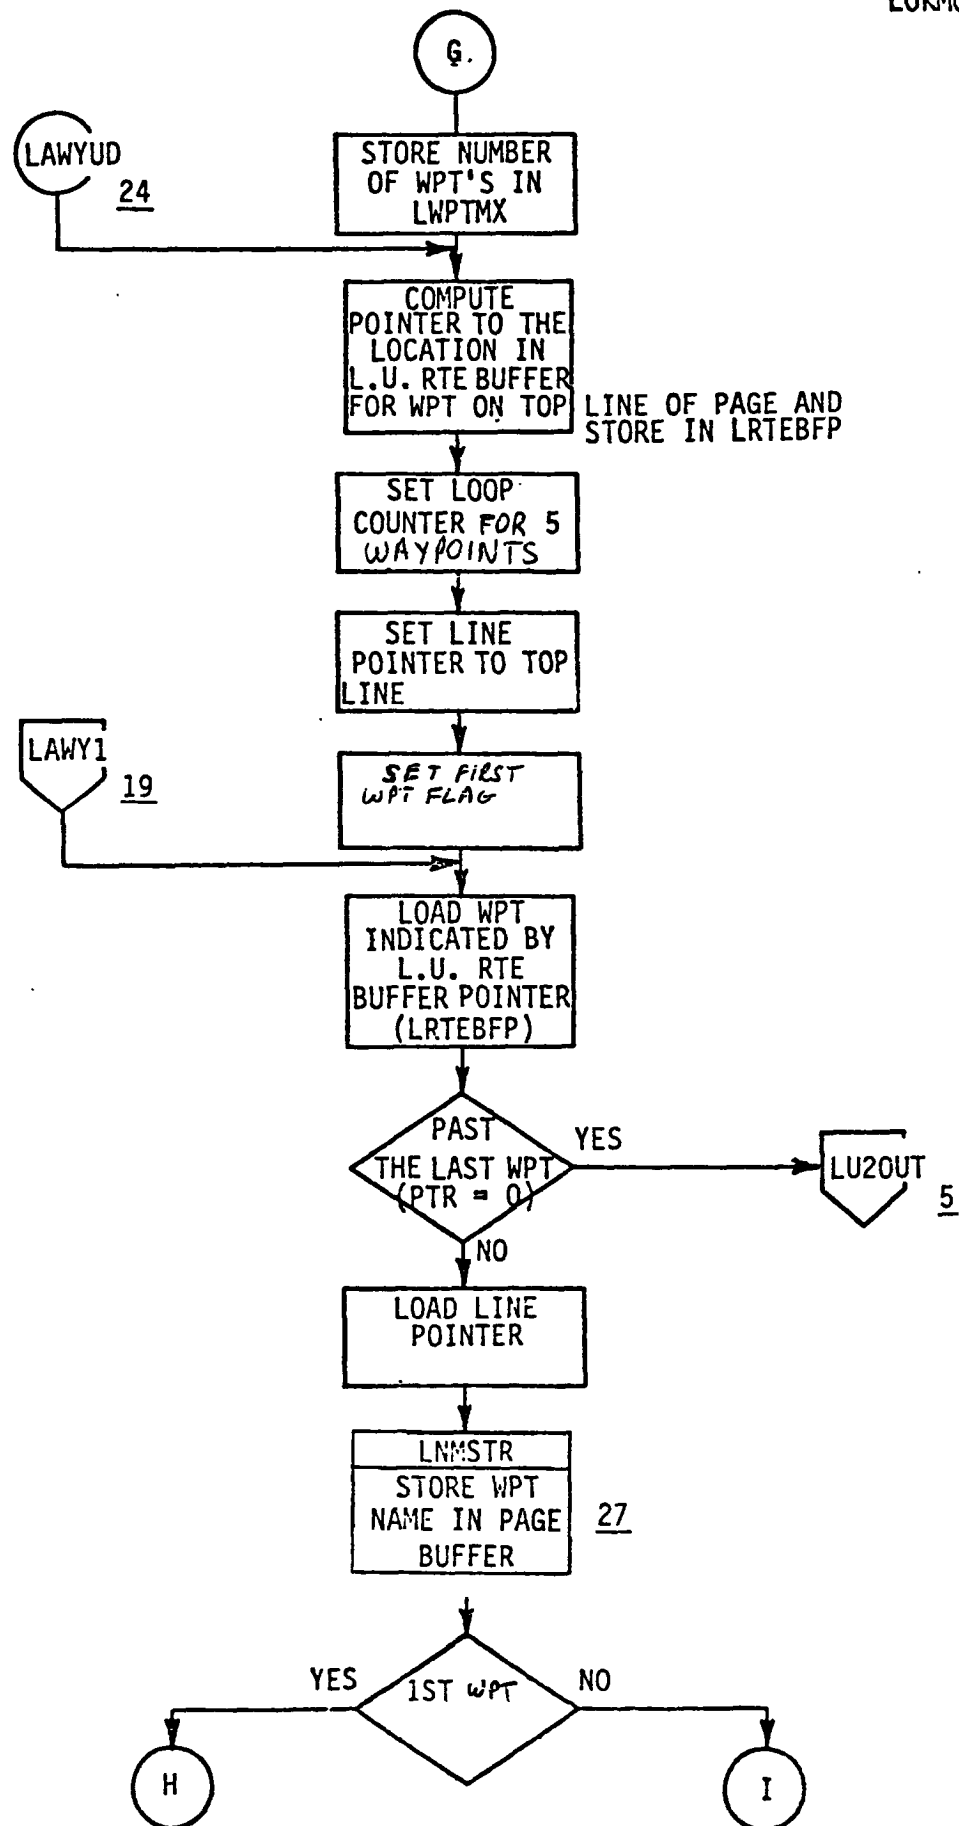 G.
LAWYUD
24
STORE NUMBER
OF WPT'S IN
LWPTMX
COMPUTE
POINTER TO THE
LOCATION IN
L.U. RTE BUFFER
FOR WPT ON TOP LINE OF PAGE AND
STORE IN LRTEBFP
SET LOOP
COUNTER FOR 5
WAYPOINTS
SET LINE
POINTER TO TOP
LINE
LAWY1
19
SET FIRST
WPT FLAG
LOAD WPT
INDICATED BY
L.U. RTE
BUFFER POINTER
(LRTEBFP)
PAST
THE LAST WPT
(PTR = 0)
YES
LU2OUT
5
NO
LOAD LINE
POINTER
LNMSTR
STORE WPT
NAME IN PAGE
BUFFER
27
YES
1ST WPT
NO
H
I